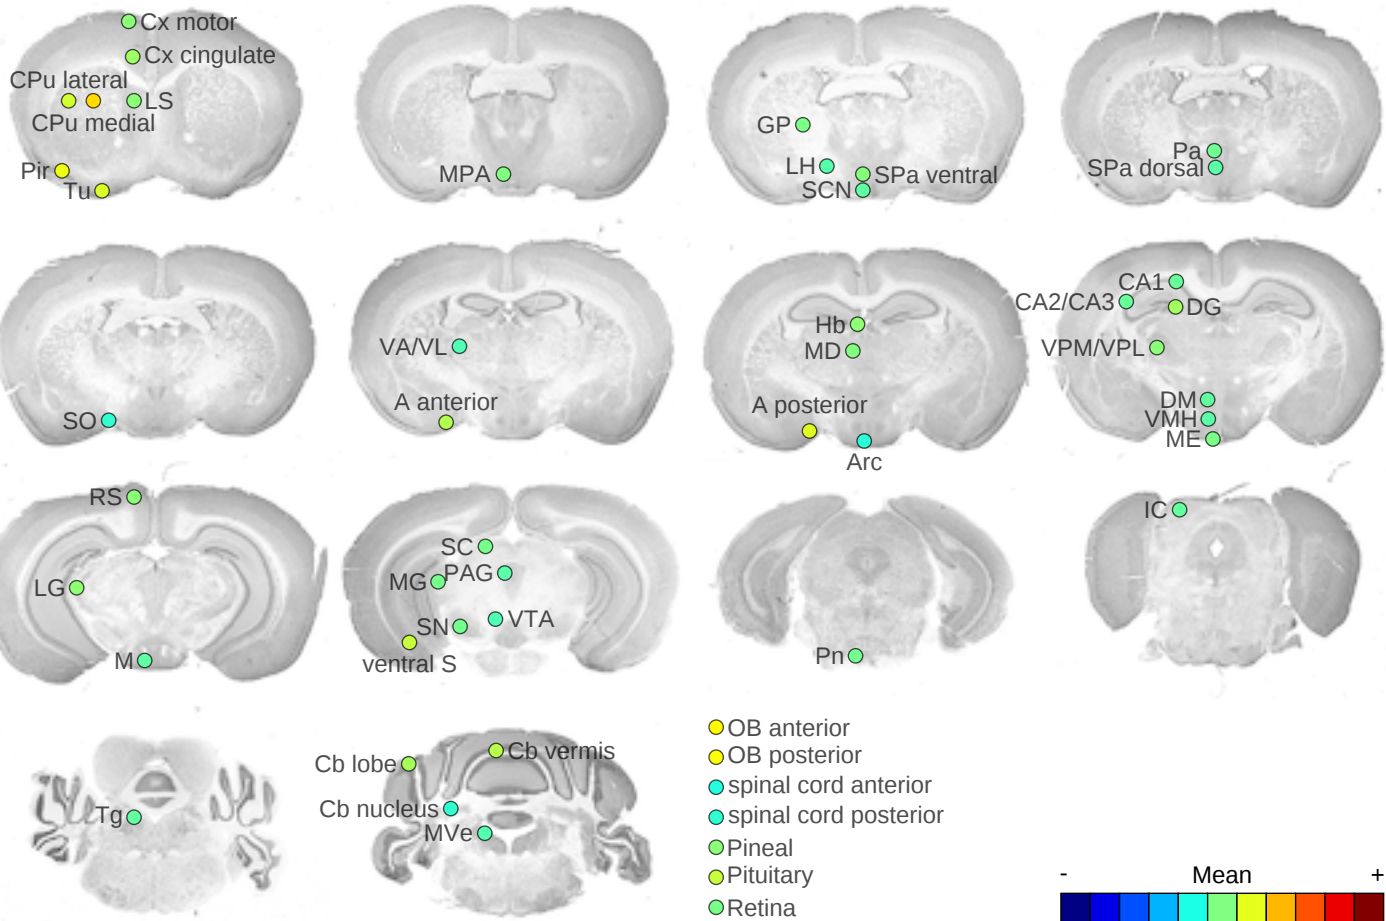 Cx motor
Cx cingulate
CPu lateral
LS
CPu medial
Pir
Tu
MPA
GP
LH
SPa ventral
SCN
Pa
SPa dorsal
SO
VA/VL
A anterior
Hb
MD
A posterior
Arc
CA1
CA2/CA3
DG
VPM/VPL
DM
VMH
ME
RS
LG
M
SC
MG
PAG
SN
VTA
ventral S
Pn
IC
Tg
Cb lobe
Cb vermis
Cb nucleus
MVe
OB anterior
OB posterior
spinal cord anterior
spinal cord posterior
Pineal
Pituitary
Retina
- Mean +